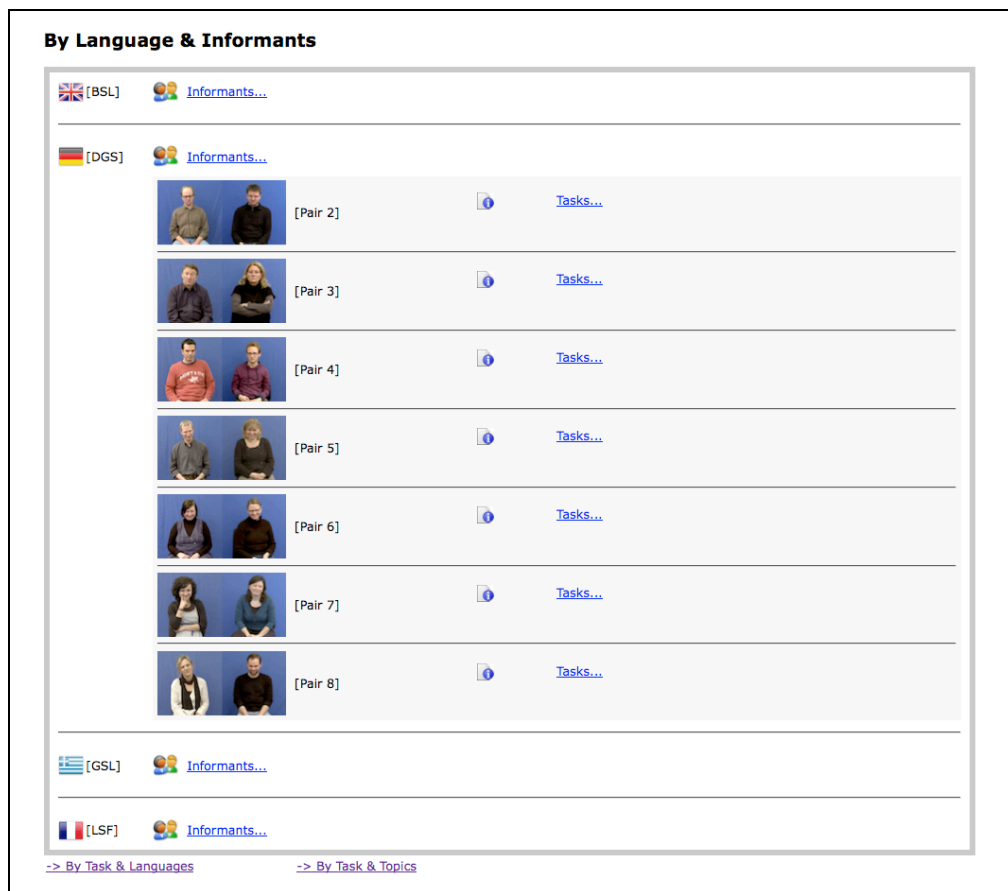 By Language & Informants
[BSL] Informants...
[DGS] Informants...
[Pair 2] Tasks...
[Pair 3] Tasks...
[Pair 4] Tasks...
[Pair 5] Tasks...
[Pair 6] Tasks...
[Pair 7] Tasks...
[Pair 8] Tasks...
[GSL] Informants...
[LSF] Informants...
-> By Task & Languages -> By Task & Topics